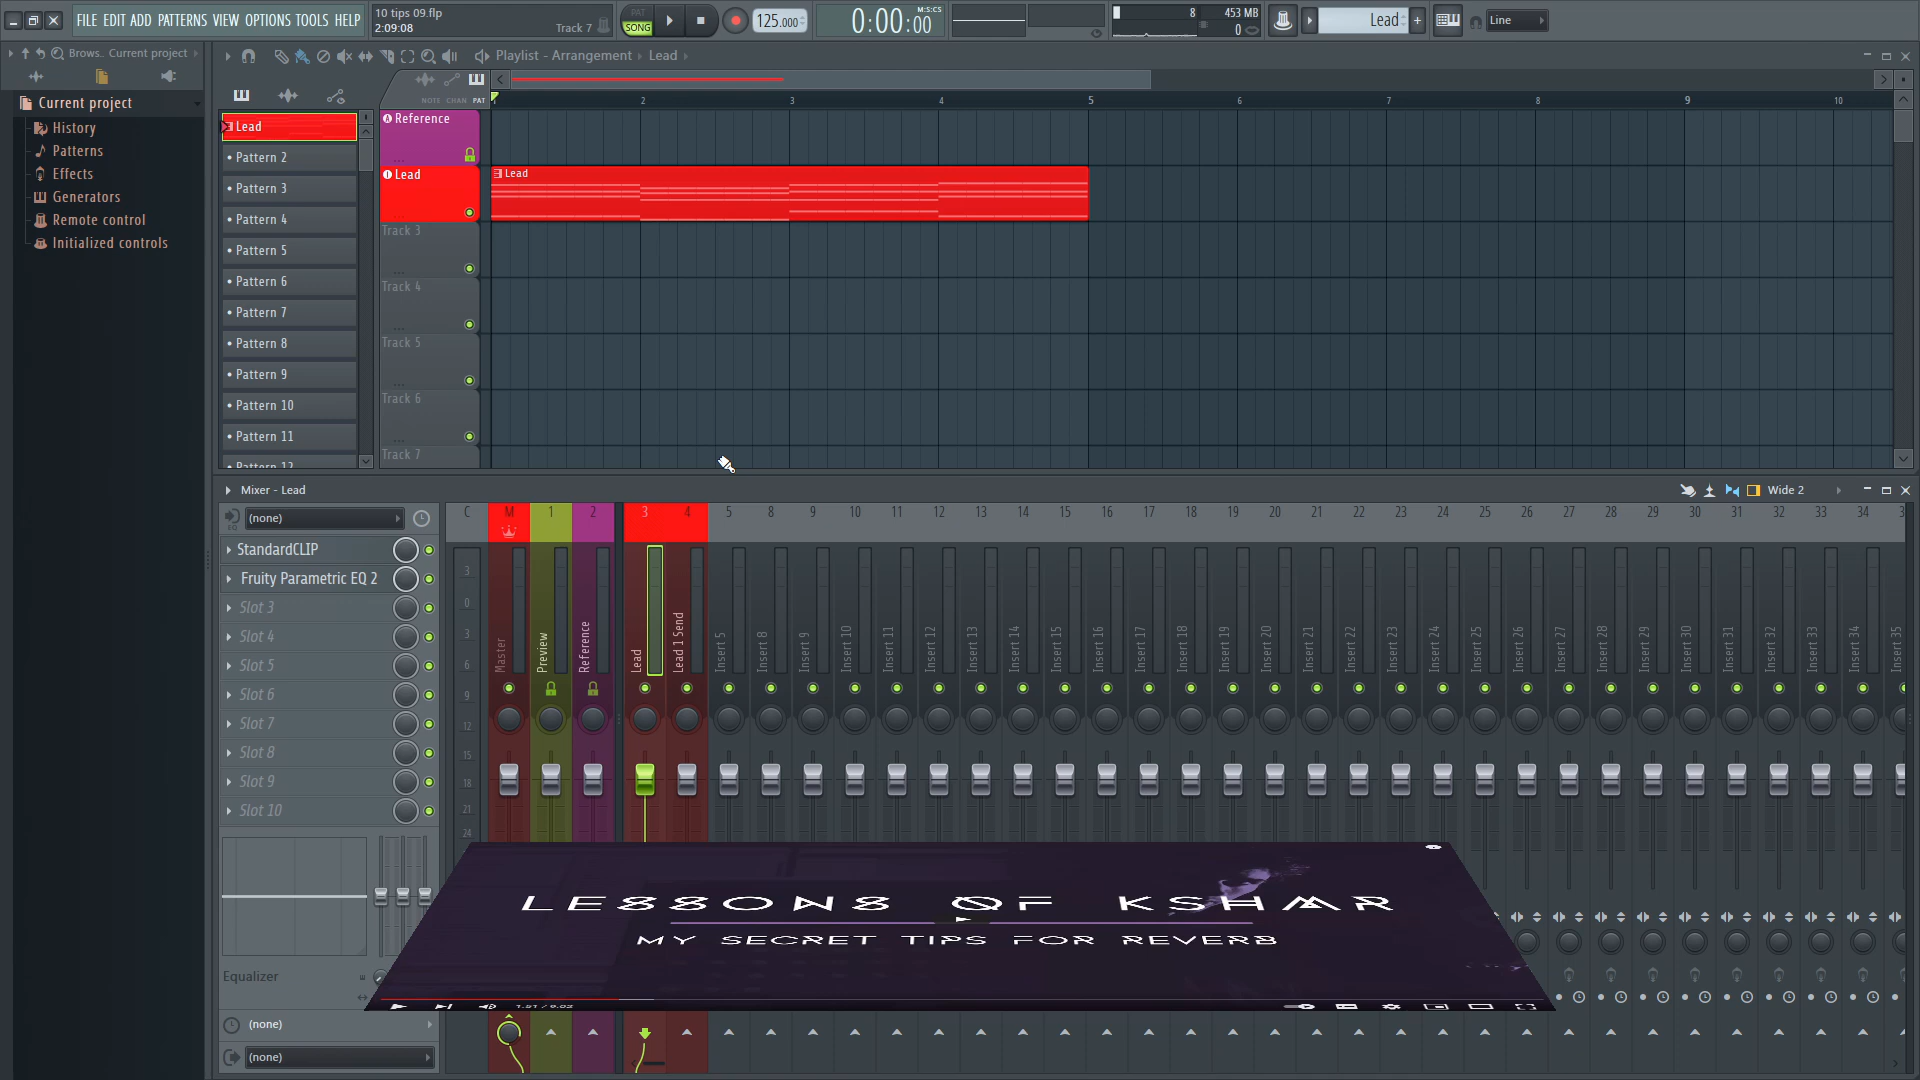 FILE EDIT ADD PATTERNS VIEW OPTIONS TOOLS HELP
10 tips 09.flp
2:09:08
Track 7
PAT
SONG
125.000
0:00:00
M:S:CS
8
453 MB
0
Lead
Line
Brows.. Current project
Playlist - Arrangement › Lead
Current project
History
Patterns
Effects
Generators
Remote control
Initialized controls
NOTE CHAN PAT
2 3 4 5 6 7 8 9 10
Lead
Pattern 2
Pattern 3
Pattern 4
Pattern 5
Pattern 6
Pattern 7
Pattern 8
Pattern 9
Pattern 10
Pattern 11
Pattern 12
Reference
Lead
Lead
Track 3
Track 4
Track 5
Track 6
Track 7
Mixer - Lead
Wide 2
(none)
StandardCLIP
Fruity Parametric EQ 2
Slot 3
Slot 4
Slot 5
Slot 6
Slot 7
Slot 8
Slot 9
Slot 10
Equalizer
(none)
(none)
C M 1 2 3 4 5 8 9 10 11 12 13 14 15 16 17 18 19 20 21 22 23 24 25 26 27 28 29 30 31 32 33 34
3
0
3
6
9
12
15
18
21
24
Master
Preview
Reference
Lead
Lead 1 Send
Insert 5
Insert 8
Insert 9
Insert 10
Insert 11
Insert 12
Insert 13
Insert 14
Insert 15
Insert 16
Insert 17
Insert 18
Insert 19
Insert 20
Insert 21
Insert 22
Insert 23
Insert 24
Insert 25
Insert 26
Insert 27
Insert 28
Insert 29
Insert 30
Insert 31
Insert 32
Insert 33
Insert 34
Insert 35
LESSONS OF KSHMR
MY SECRET TIPS FOR REVERB